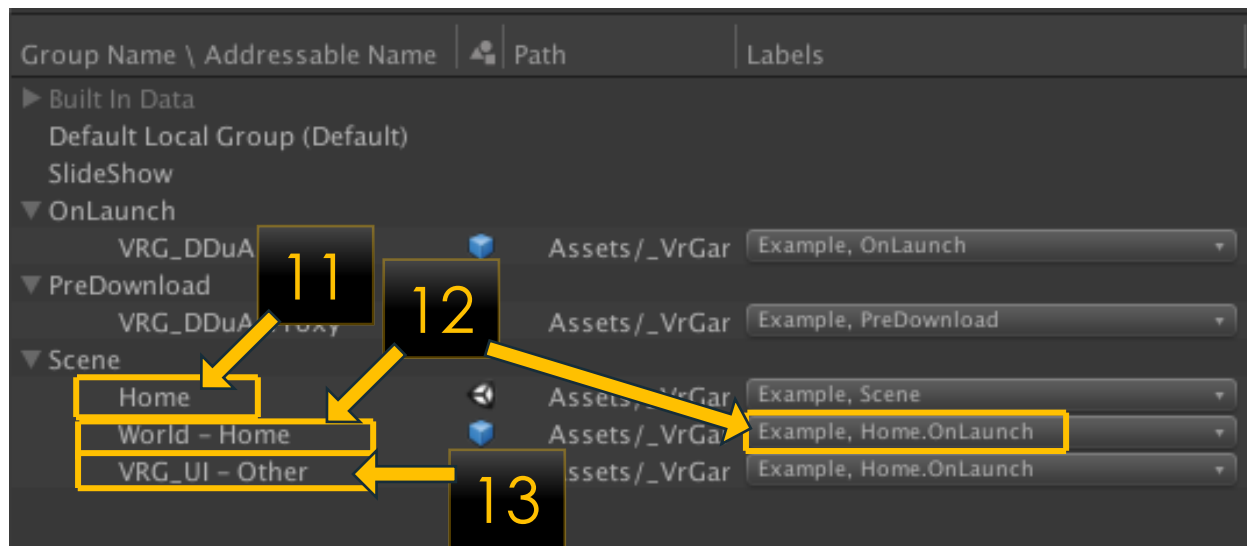 Group Name \ Addressable Name Path Labels
Built In Data
Default Local Group (Default)
SlideShow
OnLaunch
VRG_DDuA Assets/_VrGar Example, OnLaunch
11
PreDownload
12
VRG_DDuA Assets/_VrGar Example, PreDownload
Scene
Home Assets/_VrGar Example, Scene
World – Home Assets/_VrGar Example, Home.OnLaunch
VRG_UI – Other ssets/_VrGar Example, Home.OnLaunch
13